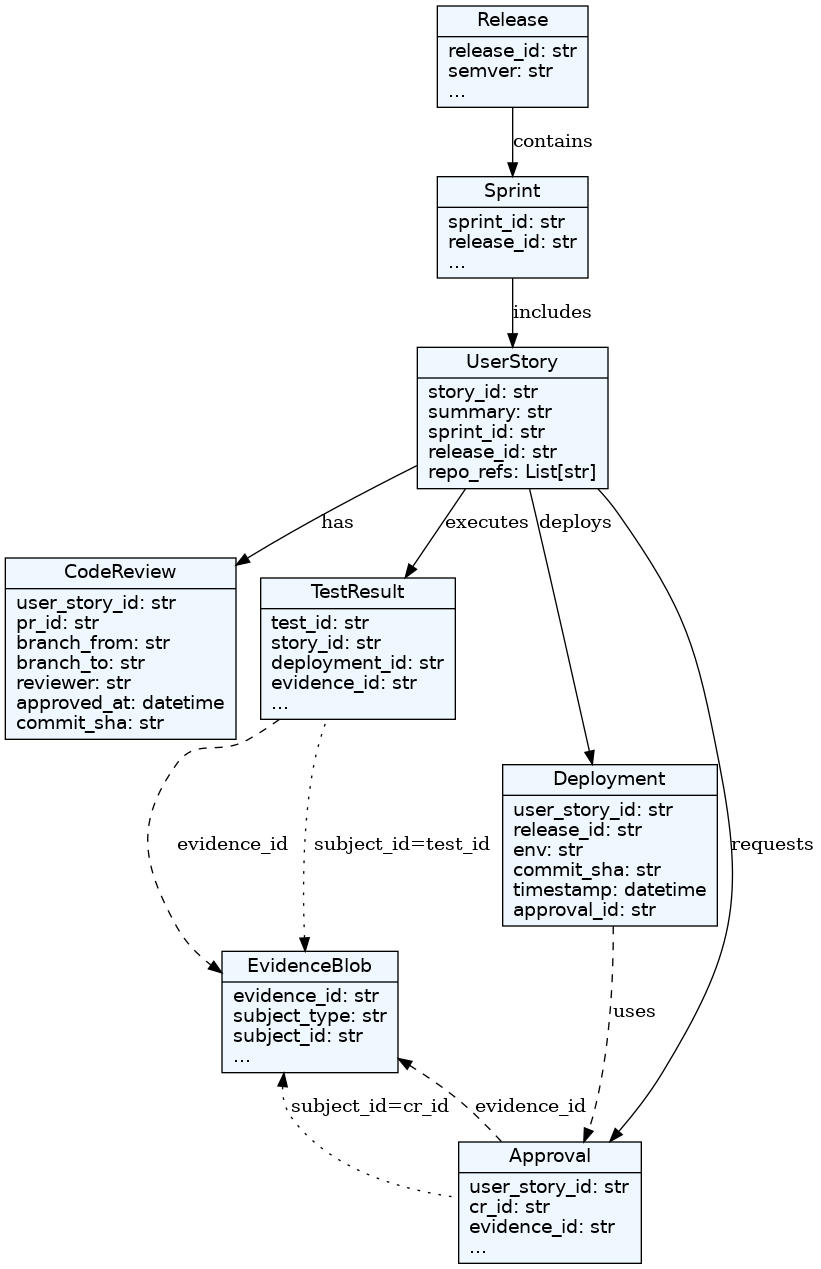 Release
release_id: str
semver: str
...
contains
Sprint
sprint_id: str
release_id: str
...
includes
UserStory
story_id: str
summary: str
sprint_id: str
release_id: str
repo_refs: List[str]
has
executes
deploys
CodeReview
user_story_id: str
pr_id: str
branch_from: str
branch_to: str
reviewer: str
approved_at: datetime
commit_sha: str
TestResult
test_id: str
story_id: str
deployment_id: str
evidence_id: str
...
Deployment
user_story_id: str
release_id: str
env: str
commit_sha: str
timestamp: datetime
approval_id: str
evidence_id
subject_id=test_id
requests
EvidenceBlob
evidence_id: str
subject_type: str
subject_id: str
...
uses
subject_id=cr_id
evidence_id
Approval
user_story_id: str
cr_id: str
evidence_id: str
...